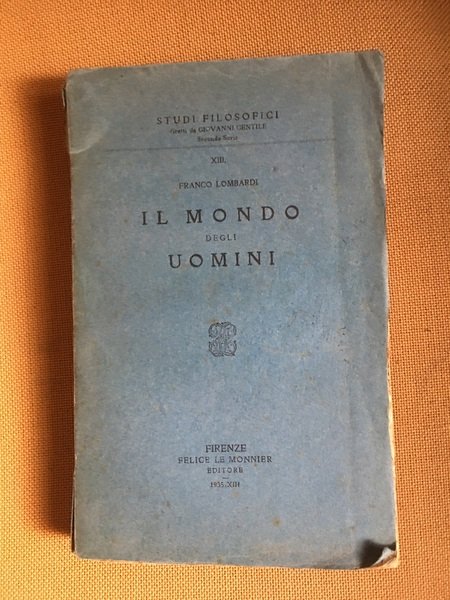 STUDI FILOSOFICI
diretti da GIOVANNI GENTILE
Seconda Serie
XIII.
FRANCO LOMBARDI
IL MONDO
DEGLI
UOMINI
FIRENZE
FELICE LE MONNIER
EDITORE
1935-XIII